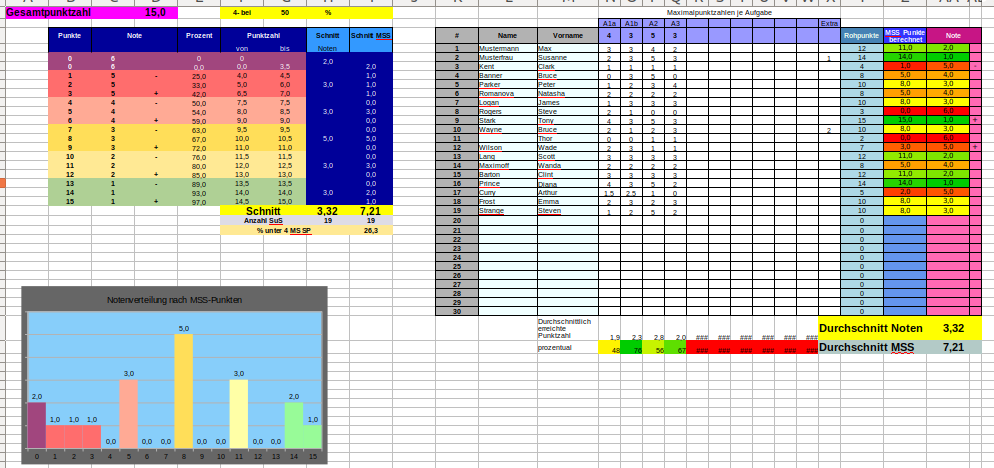 Gesamtpunktzahl 15,0 4- bei 50 % Maximalpunktzahlen je Aufgabe
A1a A1b A2 A3 Extra
Punkte Note Prozent Punktzahl Schnitt Schnitt MSS
von bis Noten
# Name Vorname 4 3 5 3 Rohpunkte MSS Punkte berechnet Note
0 6 0 0 2,0
0 6 0,0 0,0 3,5 2,0
1 5 - 25,0 4,0 4,5 1,0
2 5 33,0 5,0 6,0 3,0 1,0
3 5 + 42,0 6,5 7,0 1,0
4 4 - 50,0 7,5 7,5 0,0
5 4 54,0 8,0 8,5 3,0 3,0
6 4 + 59,0 9,0 9,0 0,0
7 3 - 63,0 9,5 9,5 0,0
8 3 67,0 10,0 10,5 5,0 5,0
9 3 + 72,0 11,0 11,0 0,0
10 2 - 76,0 11,5 11,5 0,0
11 2 80,0 12,0 12,5 3,0 3,0
12 2 + 85,0 13,0 13,0 0,0
13 1 - 89,0 13,5 13,5 0,0
14 1 93,0 14,0 14,0 3,0 2,0
15 1 + 97,0 14,5 15,0 1,0
Schnitt 3,32 7,21
Anzahl SuS 19 19
% unter 4 MSSP 26,3
1 Mustermann Max 3 3 4 2 12 11,0 2,0
2 Musterfrau Susanne 2 3 5 3 1 14 14,0 1,0
3 Kent Clark 1 1 1 1 4 1,0 5,0 -
4 Banner Bruce 0 3 5 0 8 5,0 4,0
5 Parker Peter 1 2 3 4 10 8,0 3,0
6 Romanova Natasha 2 2 2 2 8 5,0 4,0
7 Logan James 1 3 3 3 10 8,0 3,0
8 Rogers Steve 2 1 0 0 3 0,0 6,0
9 Stark Tony 4 3 5 3 15 15,0 1,0 +
10 Wayne Bruce 2 1 2 3 2 10 8,0 3,0
11 Thor 0 0 1 1 2 0,0 6,0
12 Wilson Wade 2 3 1 1 7 3,0 5,0 +
13 Lang Scott 3 3 3 3 12 11,0 2,0
14 Maximoff Wanda 2 2 2 2 8 5,0 4,0
15 Barton Clint 3 3 3 3 12 11,0 2,0
16 Prince Diana 4 3 5 2 14 14,0 1,0
17 Curry Arthur 1,5 2,5 1 0 5 2,0 5,0
18 Frost Emma 2 3 2 3 10 8,0 3,0
19 Strange Steven 1 2 5 2 10 8,0 3,0
20 0
21 0
22 0
23 0
24 0
25 0
26 0
27 0
28 0
29 0
30 0
Durchschnittlich
erreichte
Punktzahl 1,9 2,3 2,8 2,0 ### ### ### ### ### ###
Durchschnitt Noten 3,32
prozentual 48 76 56 67 ### ### ### ### ### ###
Durchschnitt MSS 7,21
Notenverteilung nach MSS-Punkten
2,0 1,0 1,0 1,0 0,0 3,0 0,0 0,0 5,0 0,0 0,0 3,0 0,0 0,0 2,0 1,0
0 1 2 3 4 5 6 7 8 9 10 11 12 13 14 15